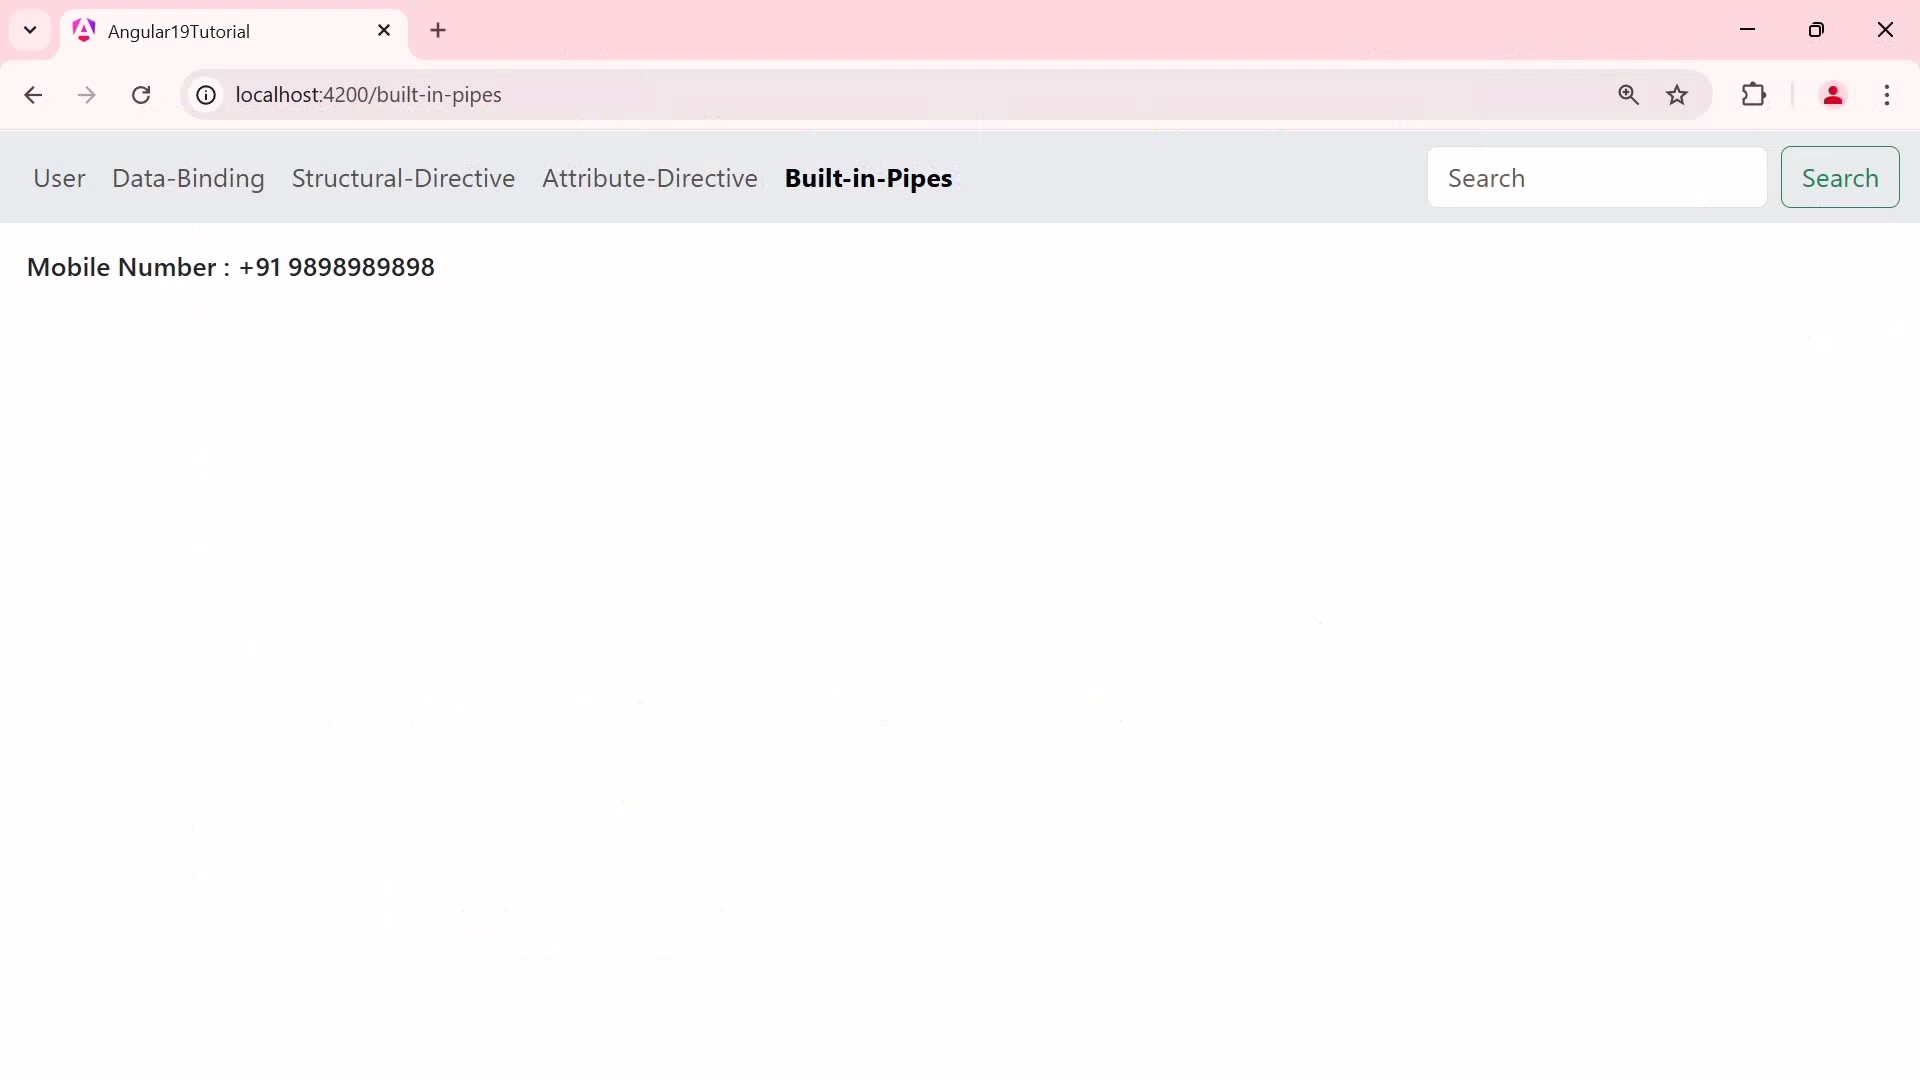 Angular19Tutorial
localhost:4200/built-in-pipes
User Data-Binding Structural-Directive Attribute-Directive Built-in-Pipes Search Search
Mobile Number : +91 9898989898